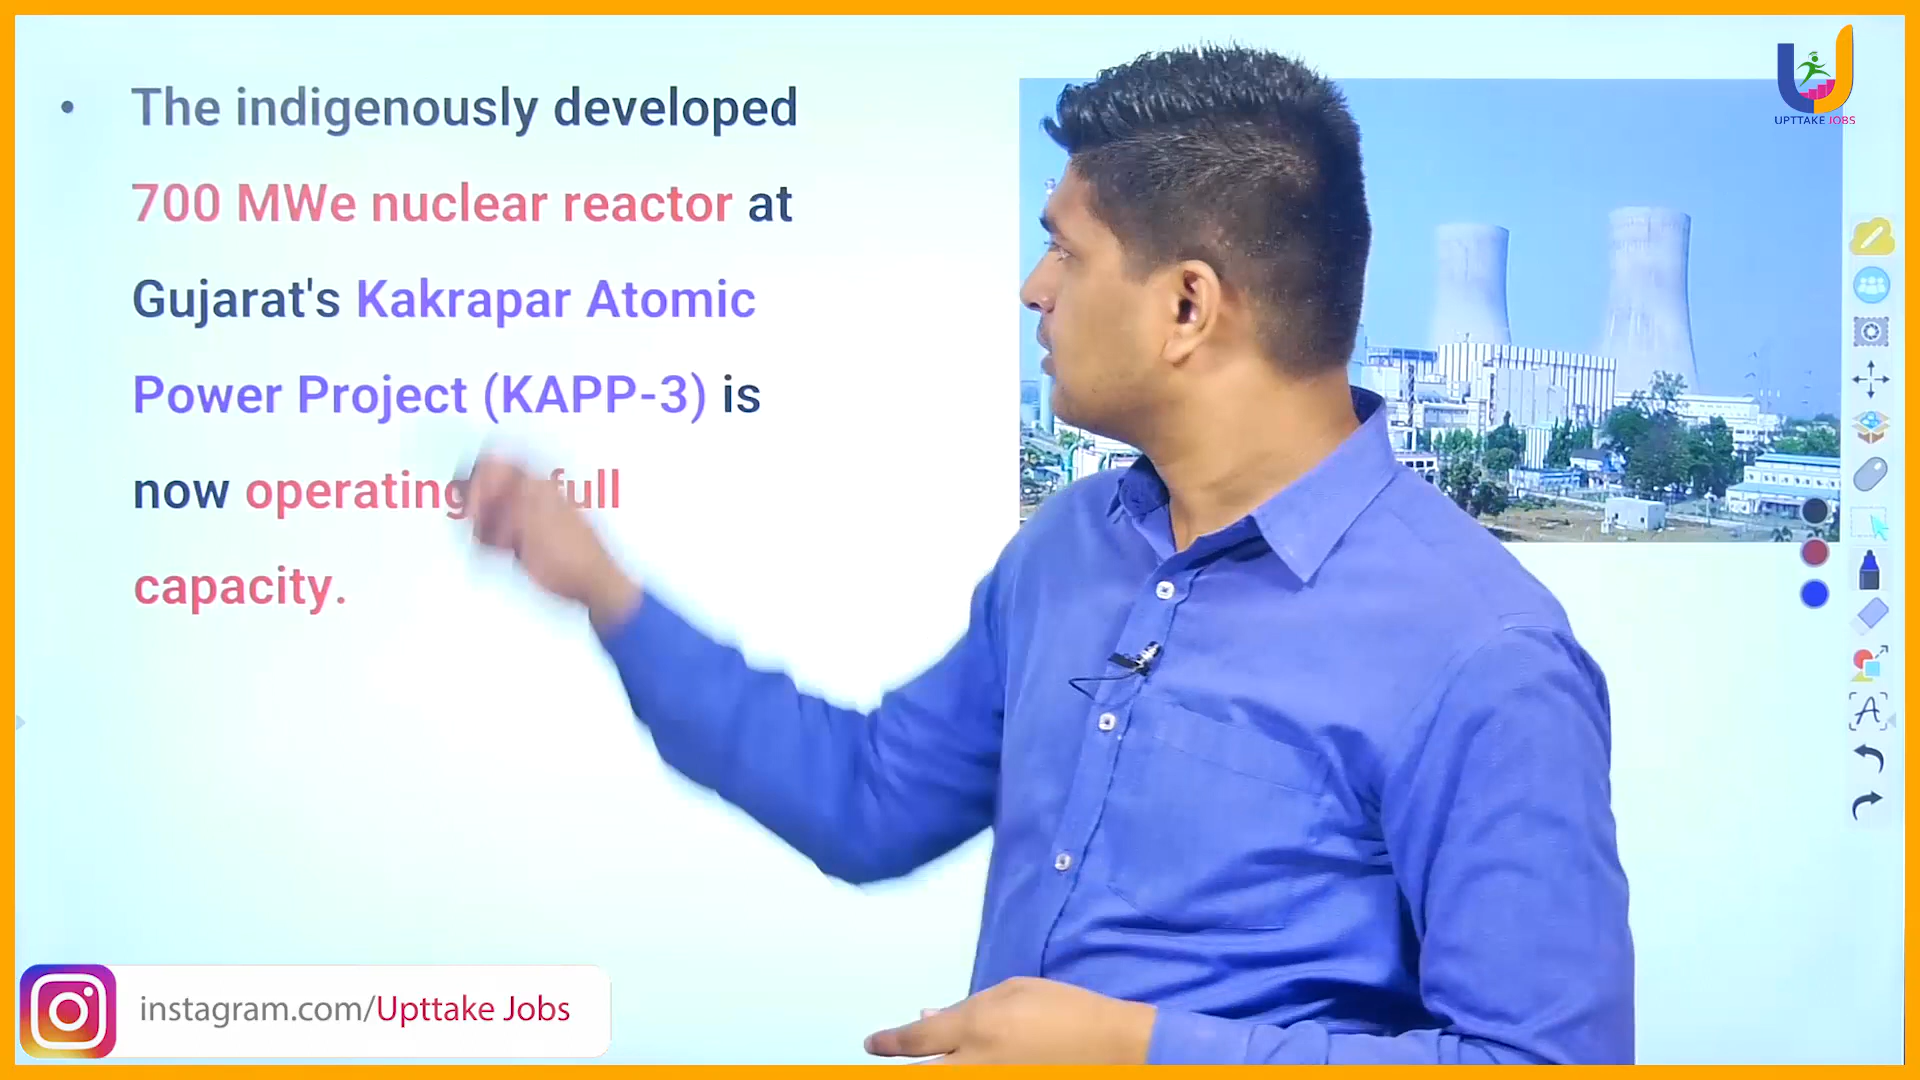 • The indigenously developed
700 MWe nuclear reactor at
Gujarat's Kakrapar Atomic
Power Project (KAPP-3) is
now operating full
capacity.
UPTTAKE JOBS
instagram.com/Upttake Jobs